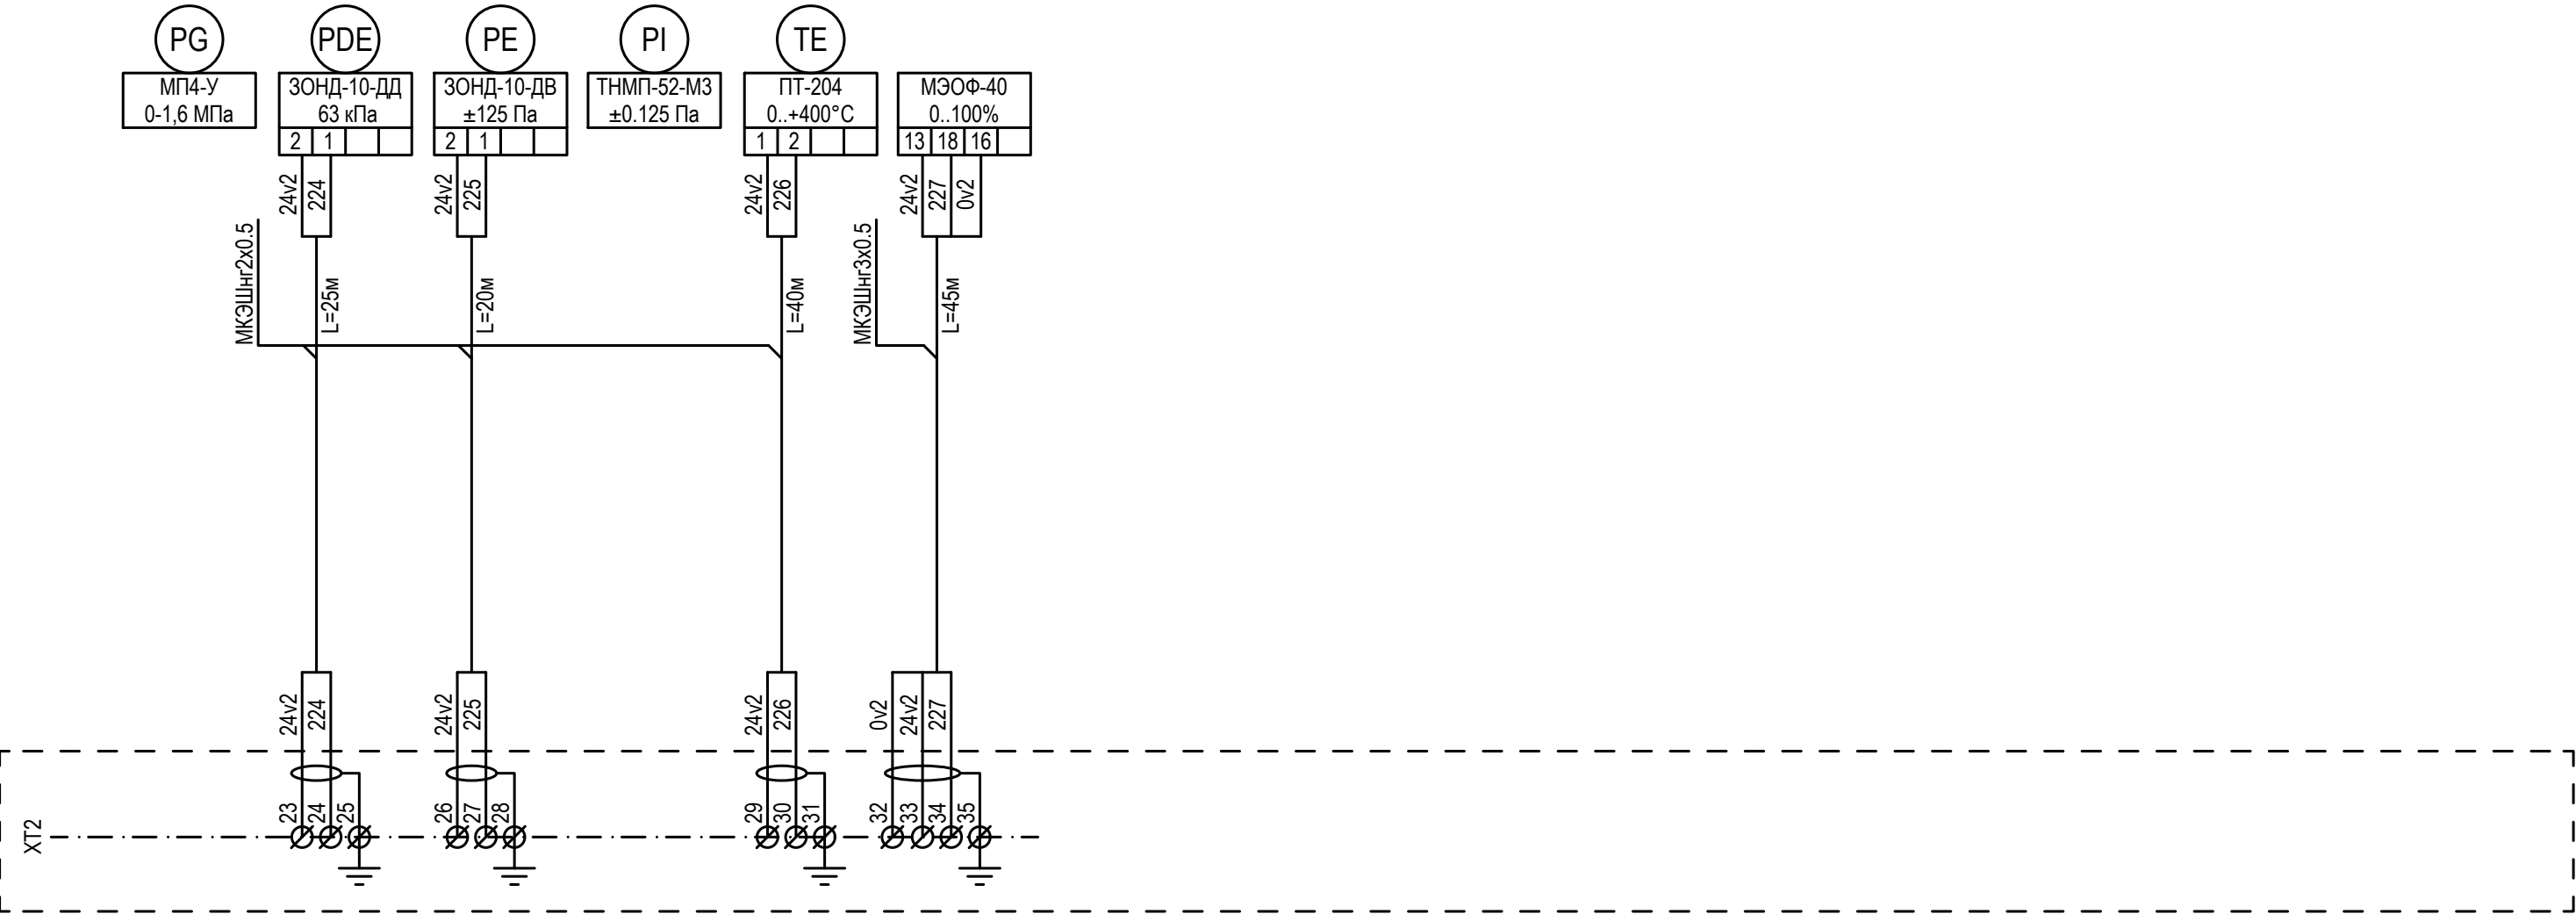 PG
PDE
PE
PI
TE
МП4-У
0-1,6 МПа
ЗОНД-10-ДД
63 кПа
2 1
ЗОНД-10-ДВ
±125 Па
2 1
ТНМП-52-М3
±0.125 Па
ПТ-204
0..+400°С
1 2
МЭОФ-40
0..100%
13 18 16
24v2
224
24v2
225
24v2
226
24v2
227
0v2
МКЭШнг2х0.5
L=25м
L=20м
L=40м
МКЭШнг3х0.5
L=45м
24v2
224
24v2
225
24v2
226
0v2
24v2
227
XT2
23
24
25
26
27
28
29
30
31
32
33
34
35